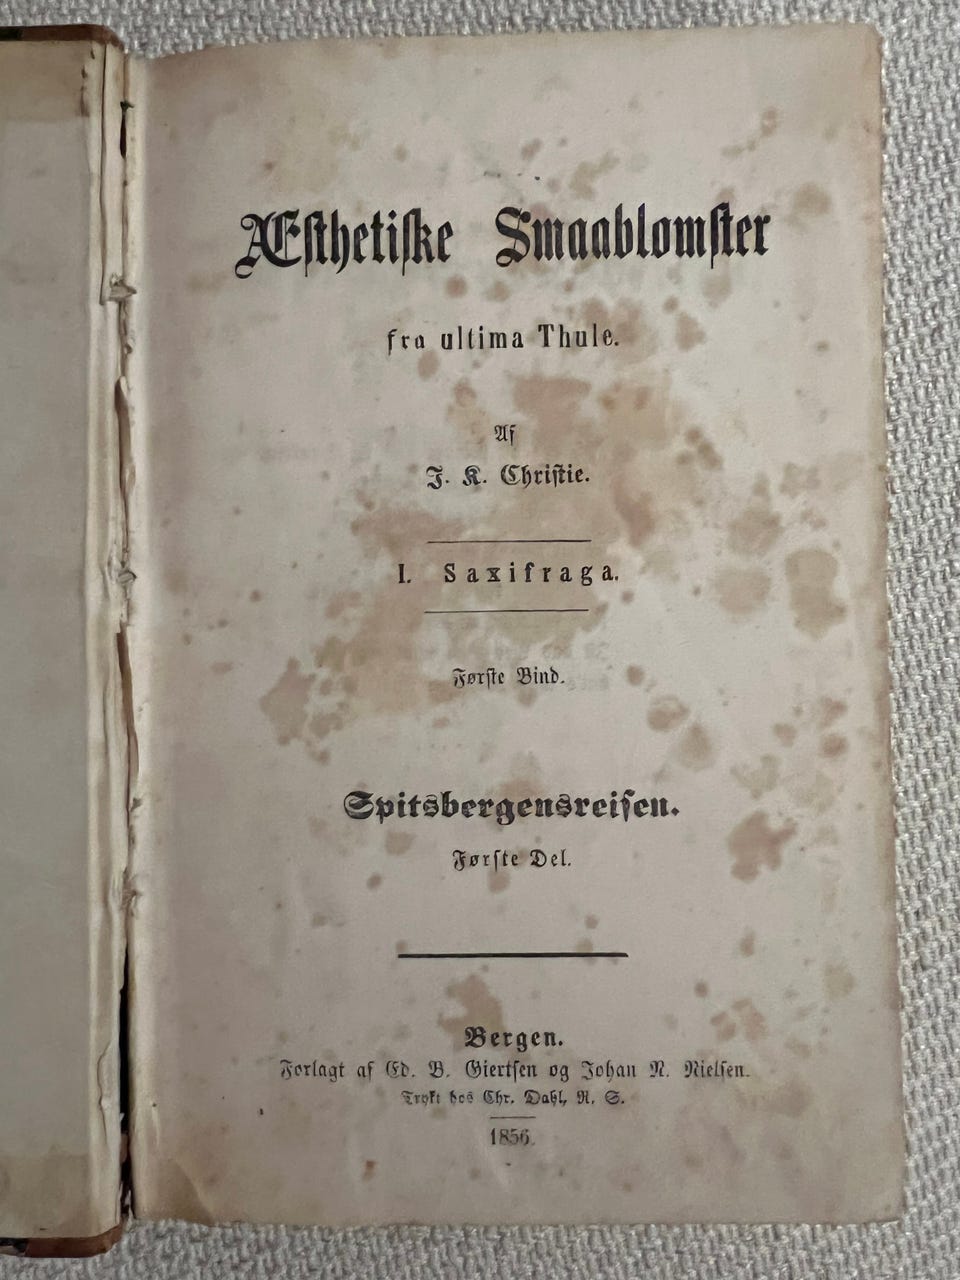 Æsthetiske Smaablomster
fra ultima Thule.
Af
J. K. Christie.
I. Saxifraga.
Første Bind.
Spitsbergensreisen.
Første Del.
Bergen.
Forlagt af Ed. B. Giertsen og Johan N. Nielsen.
Trykt hos Chr. Dahl, R. S.
1856.